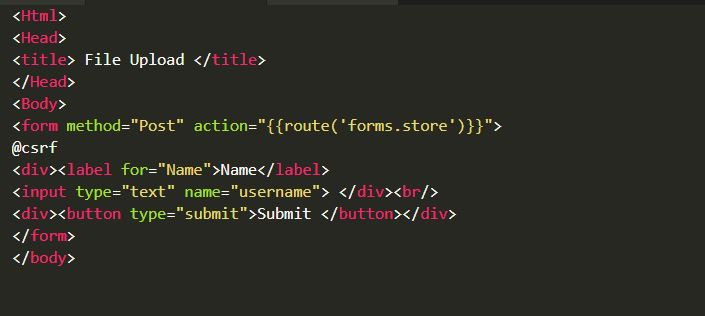 <Html>
<Head>
<title> File Upload </title>
</Head>
<Body>
<form method="Post" action="{{route('forms.store')}}">
@csrf
<div><label for="Name">Name</label>
<input type="text" name="username"> </div><br/>
<div><button type="submit">Submit </button></div>
</form>
</body>